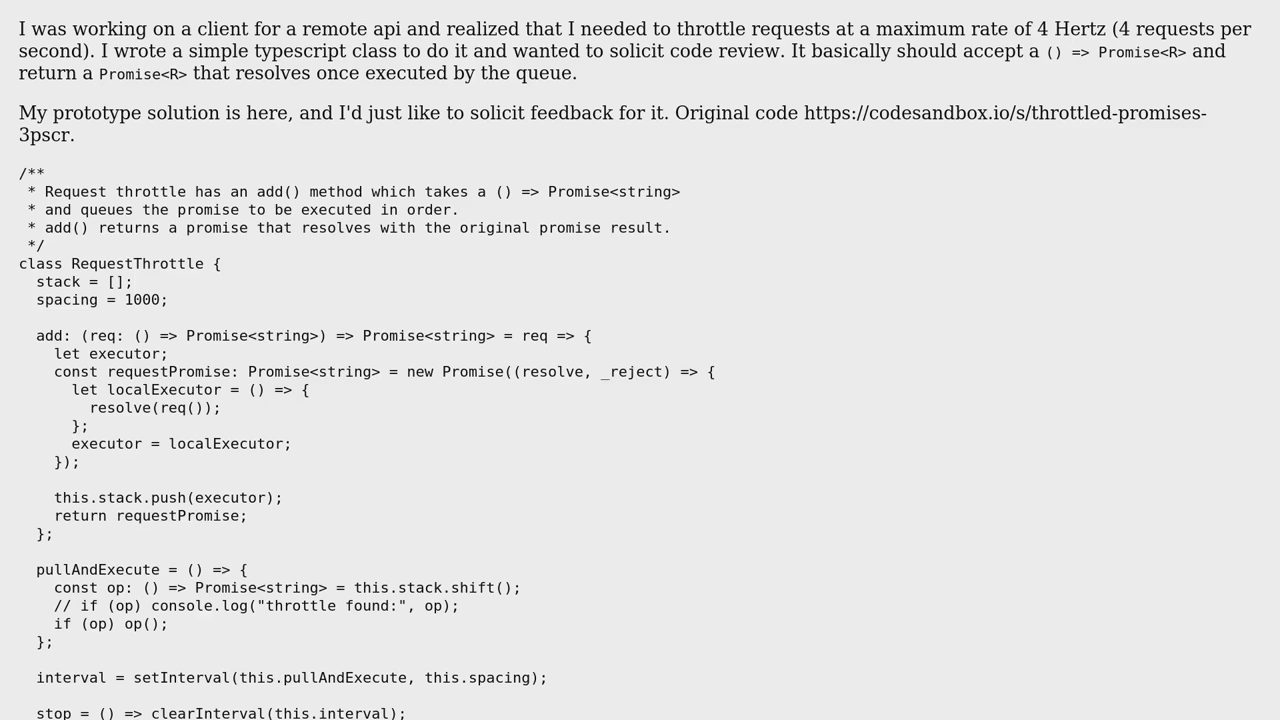 I was working on a client for a remote api and realized that I needed to throttle requests at a maximum rate of 4 Hertz (4 requests per
second). I wrote a simple typescript class to do it and wanted to solicit code review. It basically should accept a () => Promise<R> and
return a Promise<R> that resolves once executed by the queue.
My prototype solution is here, and I'd just like to solicit feedback for it. Original code https://codesandbox.io/s/throttled-promises-
3pscr.
/**
 * Request throttle has an add() method which takes a () => Promise<string>
 * and queues the promise to be executed in order.
 * add() returns a promise that resolves with the original promise result.
 */
class RequestThrottle {
  stack = [];
  spacing = 1000;
  add: (req: () => Promise<string>) => Promise<string> = req => {
    let executor;
    const requestPromise: Promise<string> = new Promise((resolve, _reject) => {
      let localExecutor = () => {
        resolve(req());
      };
      executor = localExecutor;
    });
    this.stack.push(executor);
    return requestPromise;
  };
  pullAndExecute = () => {
    const op: () => Promise<string> = this.stack.shift();
    // if (op) console.log("throttle found:", op);
    if (op) op();
  };
  interval = setInterval(this.pullAndExecute, this.spacing);
  stop = () => clearInterval(this.interval);